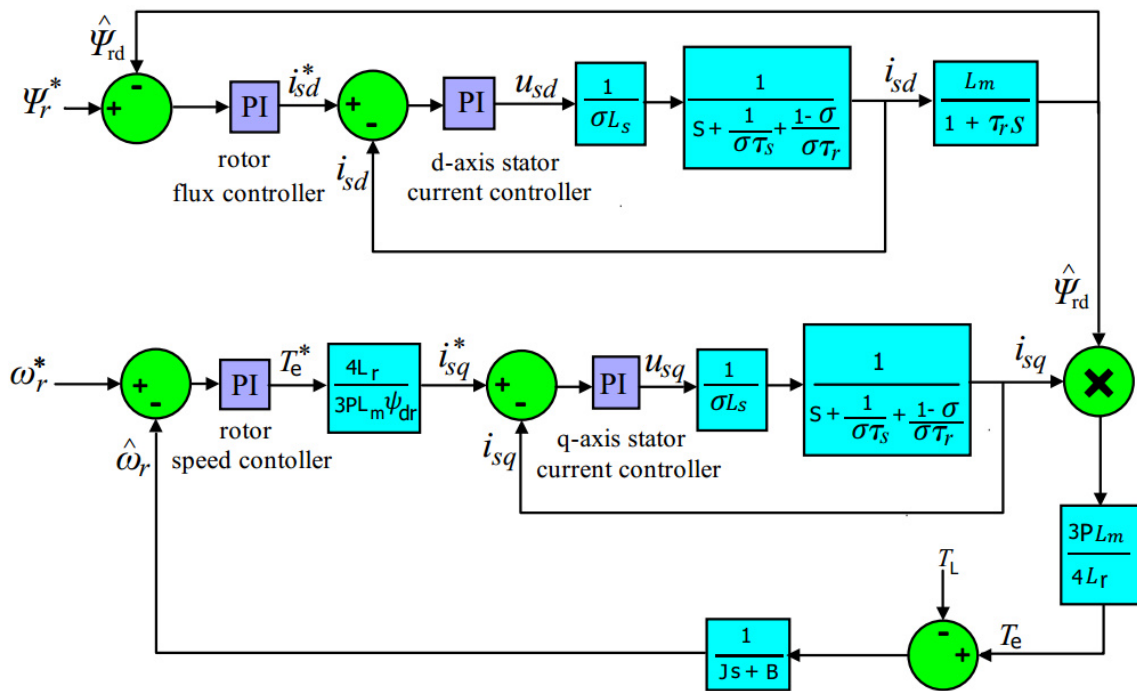 Ψ̂rd
Ψr*
+
-
PI
rotor
flux controller
isd*
+
-
isd
PI
d-axis stator
current controller
usd
1
σLs
1
S + 1/στs + 1-σ/στr
isd
Lm
1 + τrS
Ψ̂rd
ωr*
+
-
ω̂r
PI
rotor
speed contoller
Te*
4Lr
3PLmψdr
isq*
+
-
isq
PI
q-axis stator
current controller
usq
1
σLs
1
S + 1/στs + 1-σ/στr
isq
×
3PLm
4Lr
TL
-
+
Te
1
Js + B